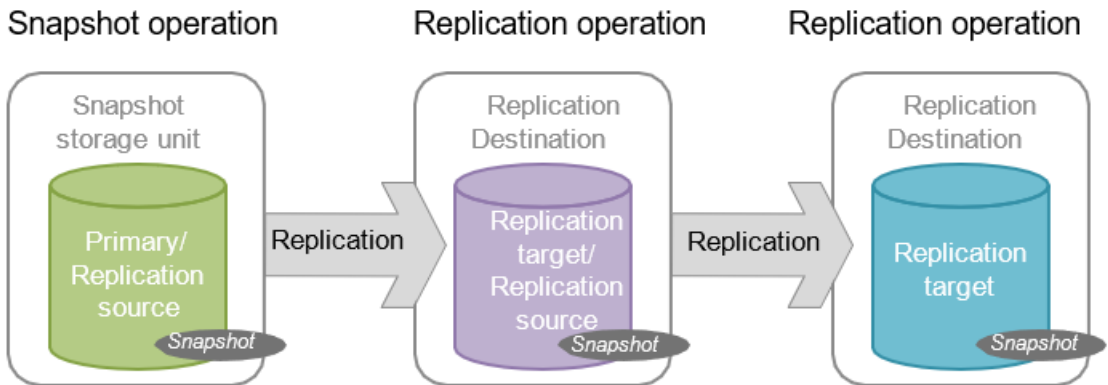 Snapshot operation
Replication operation
Replication operation
Snapshot
storage unit
Primary/
Replication
source
Snapshot
Replication
Replication
Destination
Replication
target/
Replication
source
Snapshot
Replication
Replication
Destination
Replication
target
Snapshot